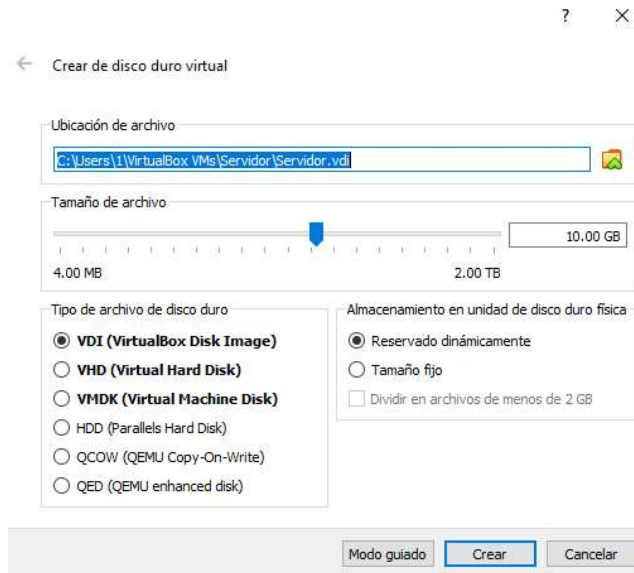 ?
Crear de disco duro virtual
Ubicación de archivo
C:\Users\1\VirtualBox VMs\Servidor\Servidor.vdi
Tamaño de archivo
10.00 GB
4.00 MB 2.00 TB
Tipo de archivo de disco duro
VDI (VirtualBox Disk Image)
VHD (Virtual Hard Disk)
VMDK (Virtual Machine Disk)
HDD (Parallels Hard Disk)
QCOW (QEMU Copy-On-Write)
QED (QEMU enhanced disk)
Almacenamiento en unidad de disco duro física
Reservado dinámicamente
Tamaño fijo
Dividir en archivos de menos de 2 GB
Modo guiado Crear Cancelar